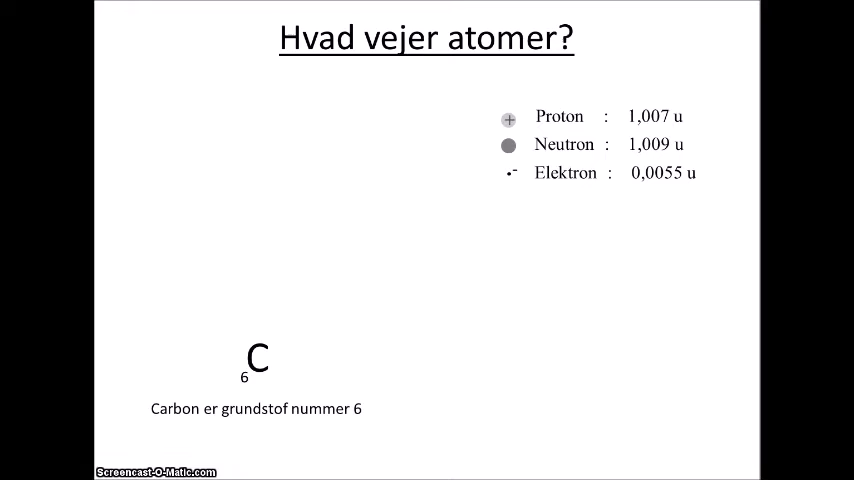 Hvad vejer atomer?
+ Proton : 1,007 u
Neutron : 1,009 u
- Elektron : 0,0055 u
6C
Carbon er grundstof nummer 6
Screencast-O-Matic.com